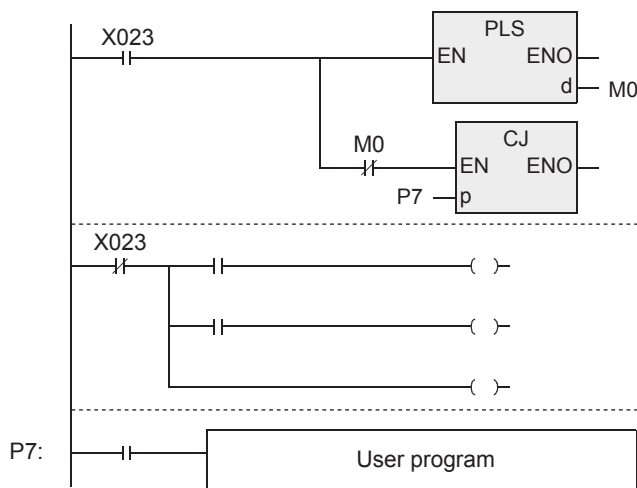 X023
PLS
EN ENO
d M0
M0
CJ
EN ENO
P7 p
X023
P7: User program